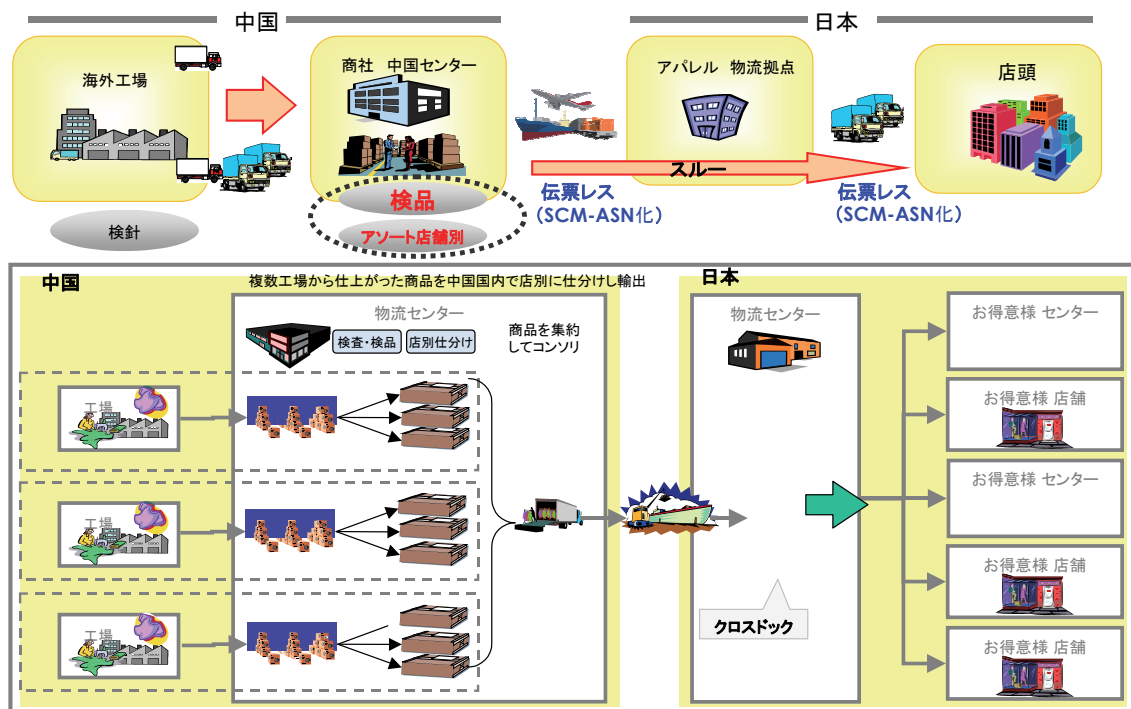 中国
日本
海外工場
商社 中国センター
アパレル 物流拠点
店頭
スルー
検針
検品
アソート店舗別
伝票レス
（SCM-ASN化）
伝票レス
（SCM-ASN化）
中国
複数工場から仕上がった商品を中国国内で店別に仕分けし輸出
日本
物流センター
検査・検品
店別仕分け
商品を集約
してコンソリ
物流センター
お得意様 センター
工場
お得意様 店舗
お得意様 センター
工場
お得意様 店舗
クロスドック
工場
お得意様 店舗